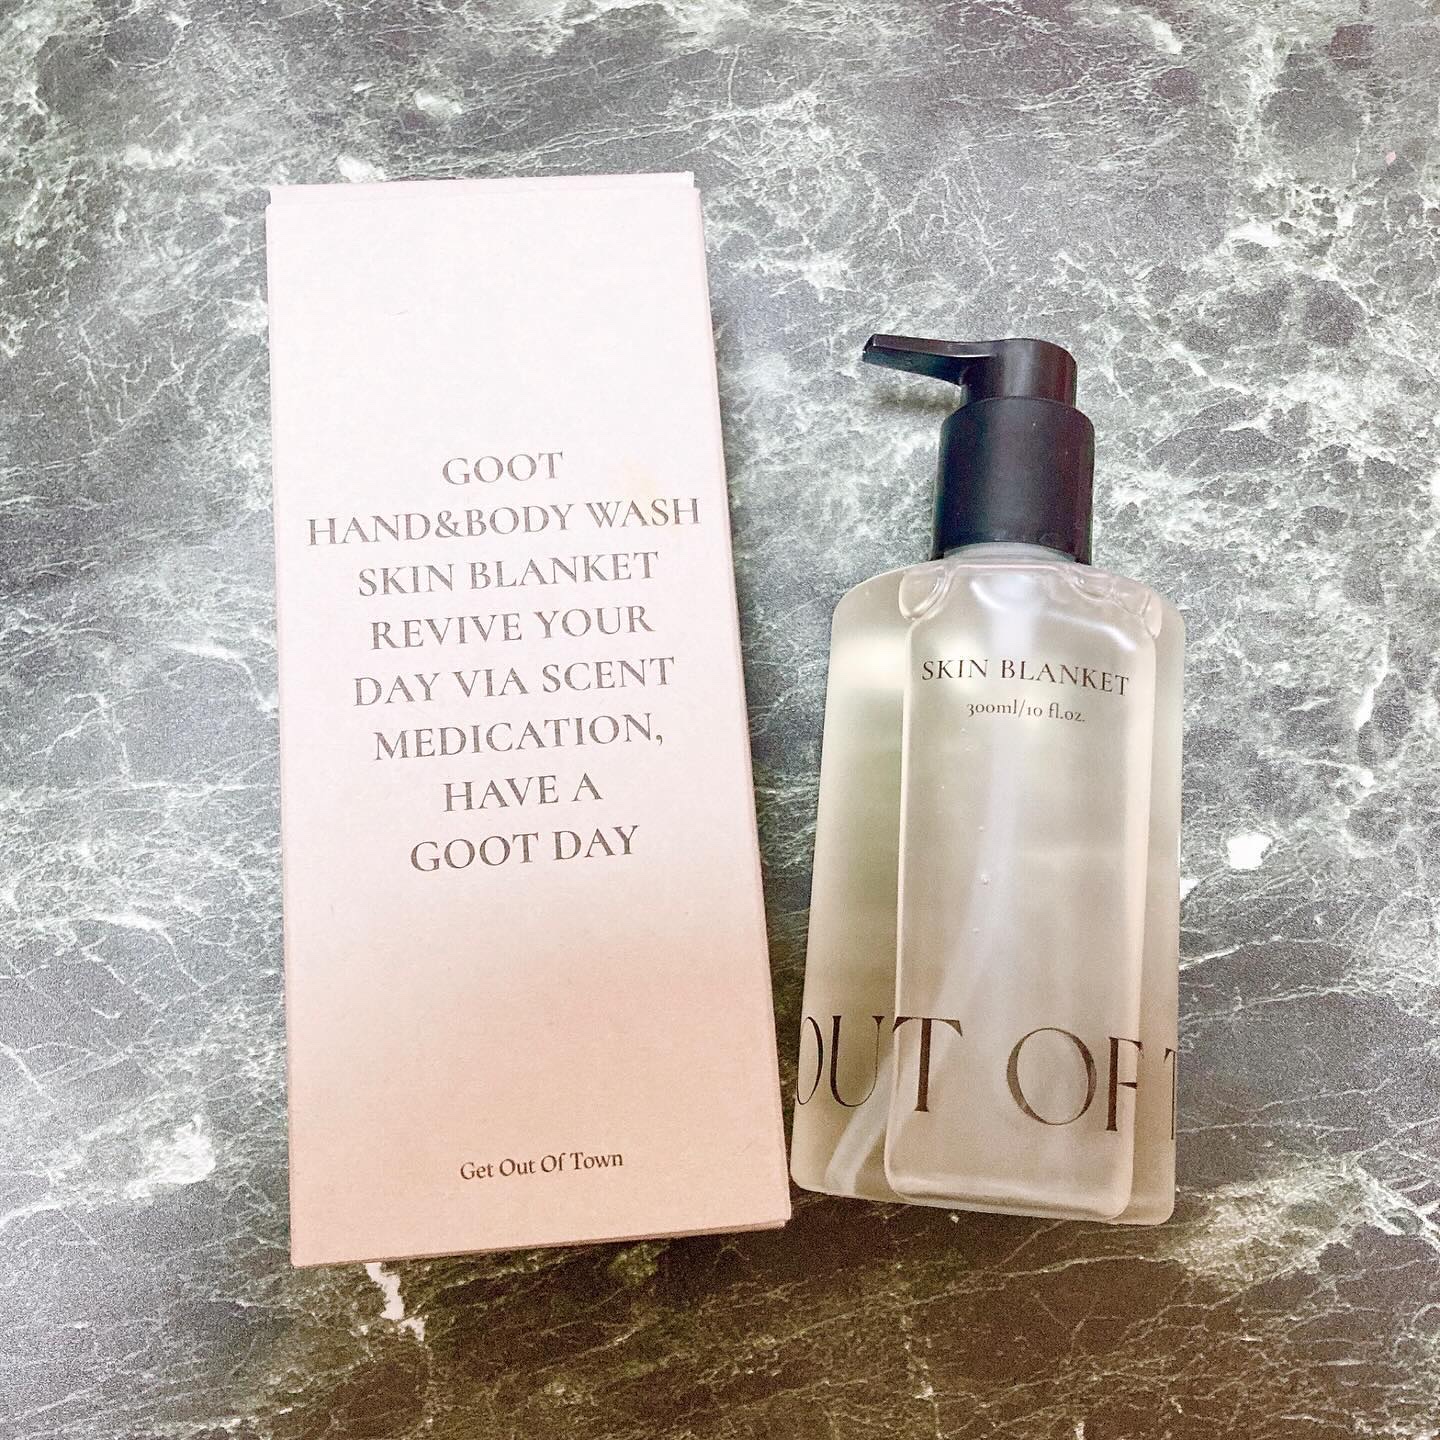 GOOT
HAND&BODY WASH
SKIN BLANKET
REVIVE YOUR
DAY VIA SCENT
MEDICATION,
HAVE A
GOOT DAY
Get Out Of Town
SKIN BLANKET
300ml/10 fl.oz.
OUT OF T